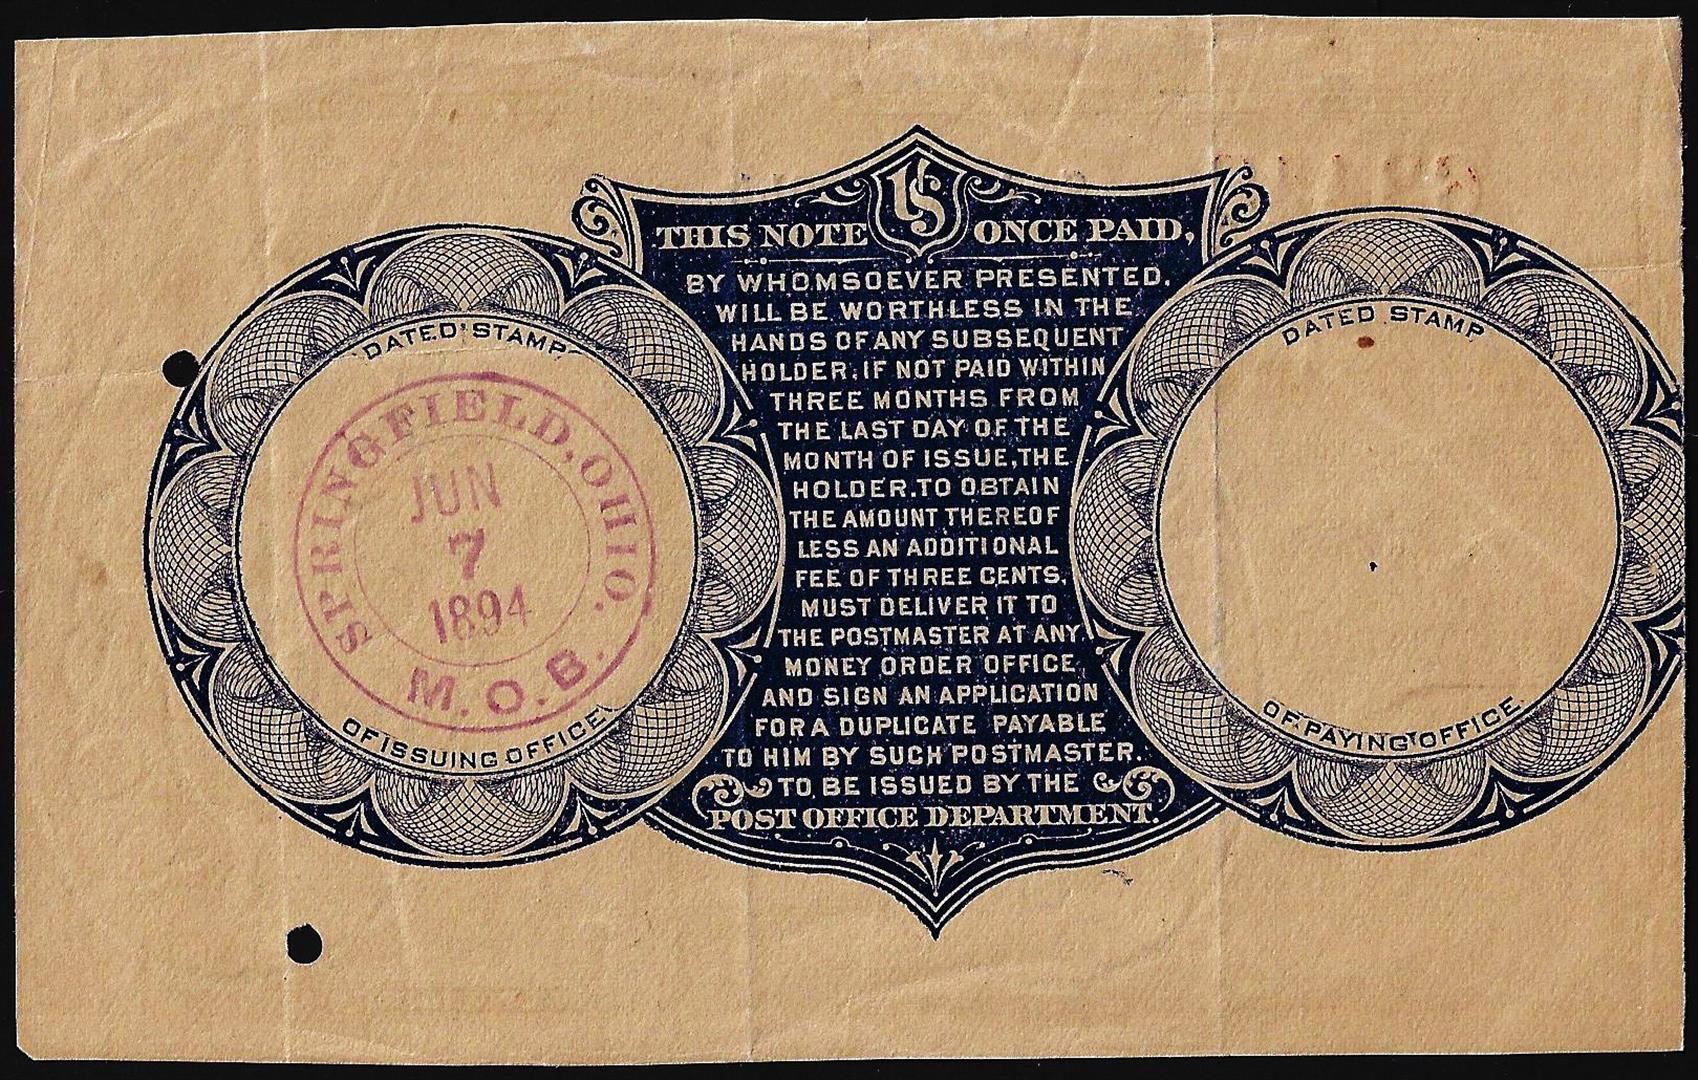 US
THIS NOTE ONCE PAID,
BY WHOMSOEVER PRESENTED,
WILL BE WORTHLESS IN THE
HANDS OF ANY SUBSEQUENT
HOLDER. IF NOT PAID WITHIN
THREE MONTHS FROM
THE LAST DAY OF THE
MONTH OF ISSUE, THE
HOLDER, TO OBTAIN
THE AMOUNT THEREOF
LESS AN ADDITIONAL
FEE OF THREE CENTS,
MUST DELIVER IT TO
THE POSTMASTER AT ANY
MONEY ORDER OFFICE
AND SIGN AN APPLICATION
FOR A DUPLICATE PAYABLE
TO HIM BY SUCH POSTMASTER.
TO BE ISSUED BY THE
POST OFFICE DEPARTMENT.
DATED STAMP
SPRINGFIELD, OHIO.
JUN
7
1894
M.O.B.
OF ISSUING OFFICE
DATED STAMP
OF PAYING OFFICE